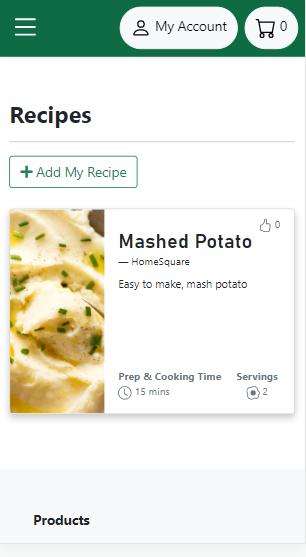 My Account
0
Recipes
Add My Recipe
0
Mashed Potato
— HomeSquare
Easy to make, mash potato
Prep & Cooking Time Servings
15 mins 2
Products